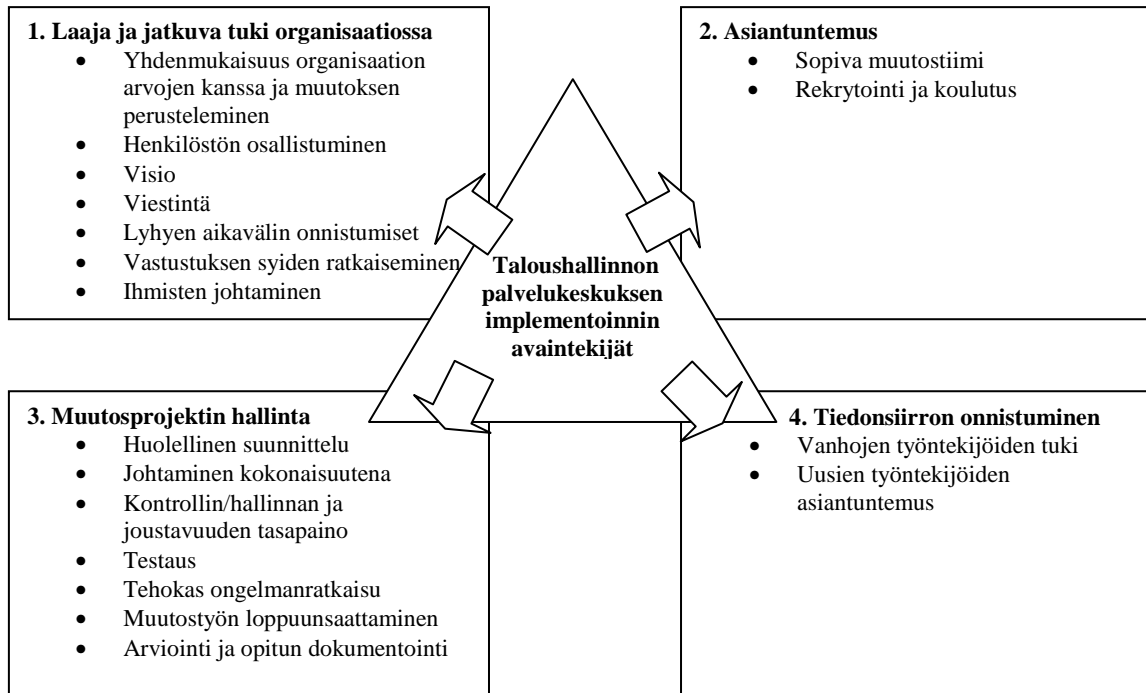 1. Laaja ja jatkuva tuki organisaatiossa
• Yhdenmukaisuus organisaation
arvojen kanssa ja muutoksen
perusteleminen
• Henkilöstön osallistuminen
• Visio
• Viestintä
• Lyhyen aikavälin onnistumiset
• Vastustuksen syiden ratkaiseminen
• Ihmisten johtaminen
2. Asiantuntemus
• Sopiva muutostiimi
• Rekrytointi ja koulutus
Taloushallinnon
palvelukeskuksen
implementoinnin
avaintekijät
3. Muutosprojektin hallinta
• Huolellinen suunnittelu
• Johtaminen kokonaisuutena
• Kontrollin/hallinnan ja
joustavuuden tasapaino
• Testaus
• Tehokas ongelmanratkaisu
• Muutostyön loppuunsaattaminen
• Arviointi ja opitun dokumentointi
4. Tiedonsiirron onnistuminen
• Vanhojen työntekijöiden tuki
• Uusien työntekijöiden
asiantuntemus